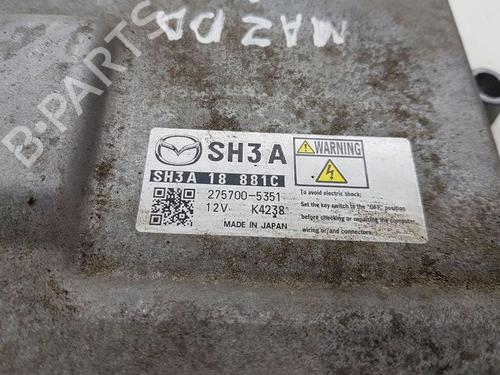 MAZDA
B-PARTS
SH3A
SH3A 18 881C
275700-5351
12V K4238
MADE IN JAPAN
WARNING
To avoid electric shock:
Set the key switch to the "OFF" position
before checking or repairing the computer
wiring or and connectors.